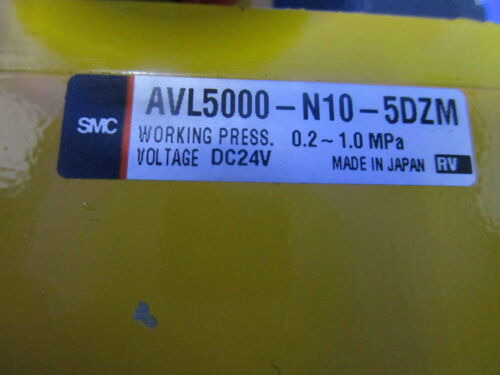 SMC
AVL5000-N10-5DZM
WORKING PRESS. 0.2~1.0 MPa
VOLTAGE DC24V MADE IN JAPAN RV